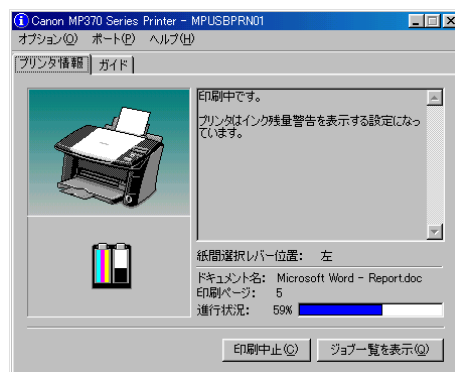 Canon MP370 Series Printer - MPUSBPRN01
オプション(O) ポート(P) ヘルプ(H)
プリンタ情報 ガイド
印刷中です。
プリンタはインク残量警告を表示する設定になっ
ています。
紙間選択レバー位置: 左
ドキュメント名: Microsoft Word - Report.doc
印刷ページ: 5
進行状況: 59%
印刷中止(C) ジョブ一覧を表示(Q)